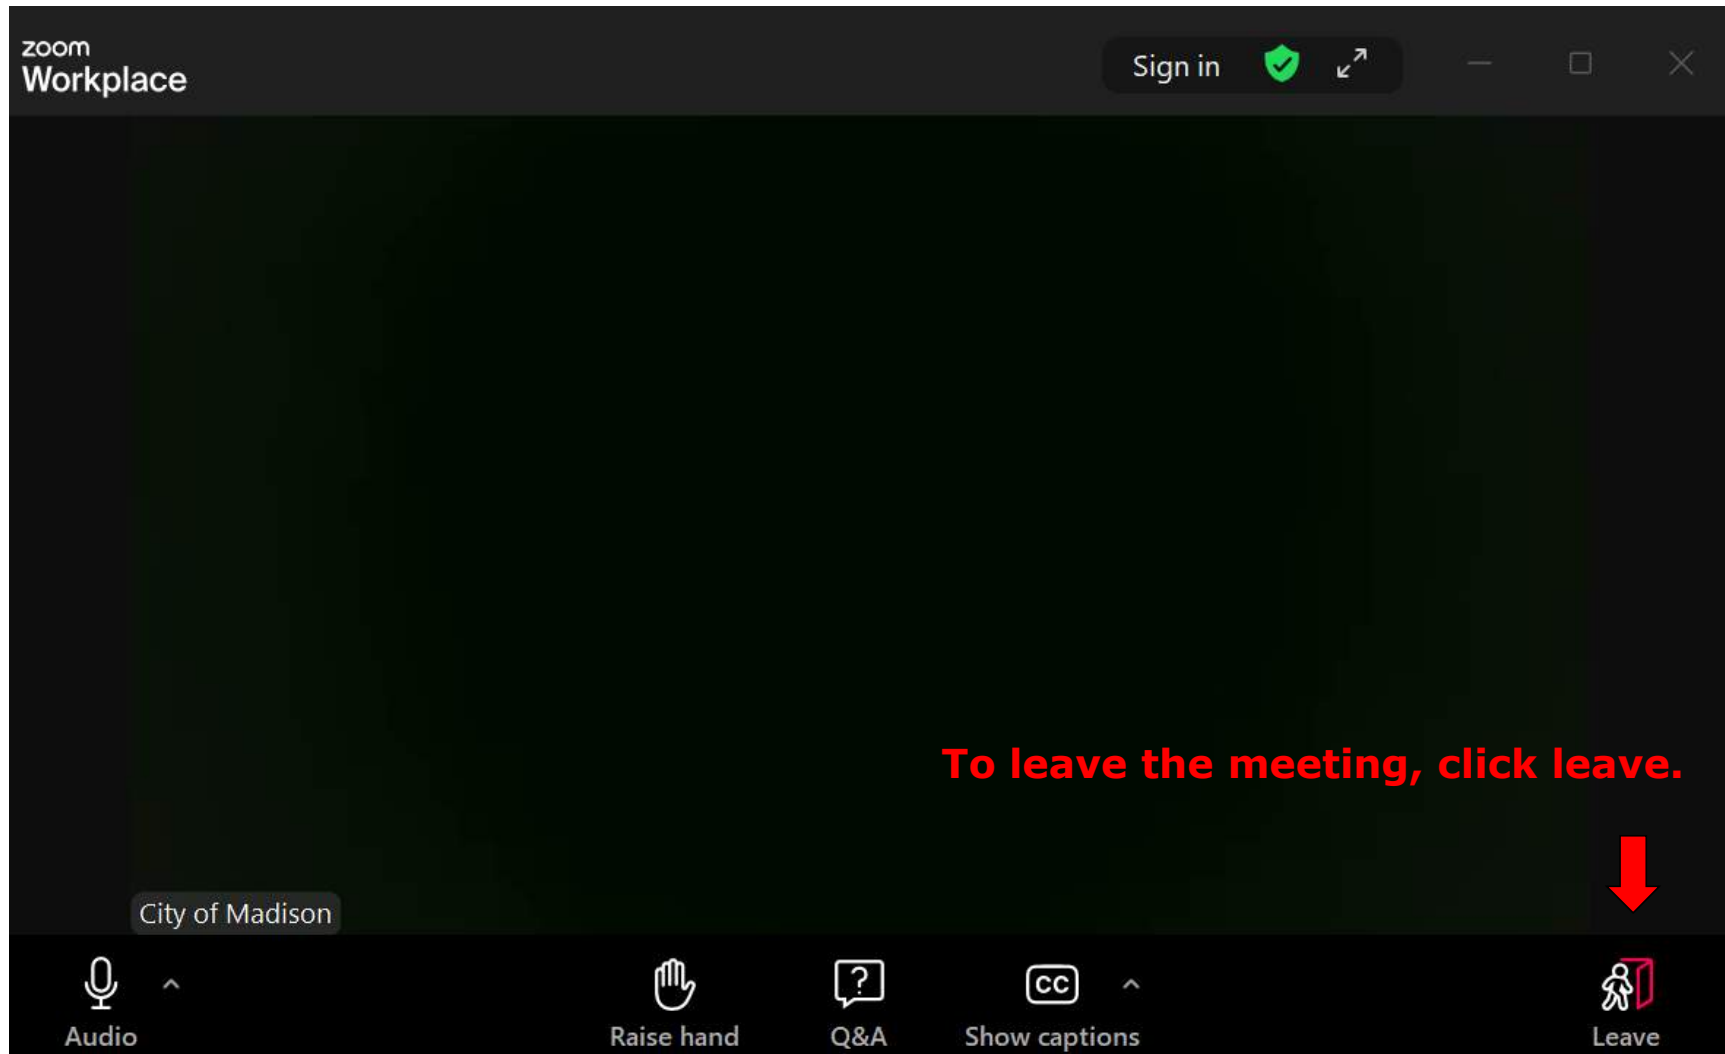 zoom
Workplace
Sign in
To leave the meeting, click leave.
City of Madison
CC
Audio
Raise hand
Q&A
Show captions
Leave